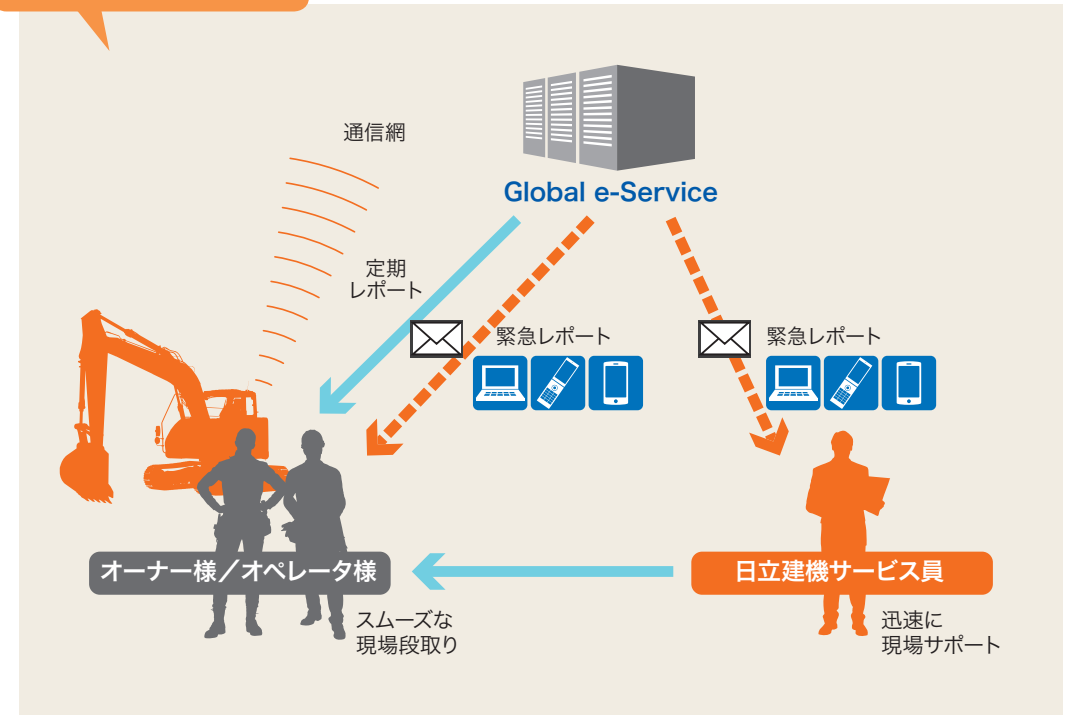 通信網
Global e-Service
定期
レポート
緊急レポート
緊急レポート
オーナー様／オペレータ様
日立建機サービス員
スムーズな
現場段取り
迅速に
現場サポート